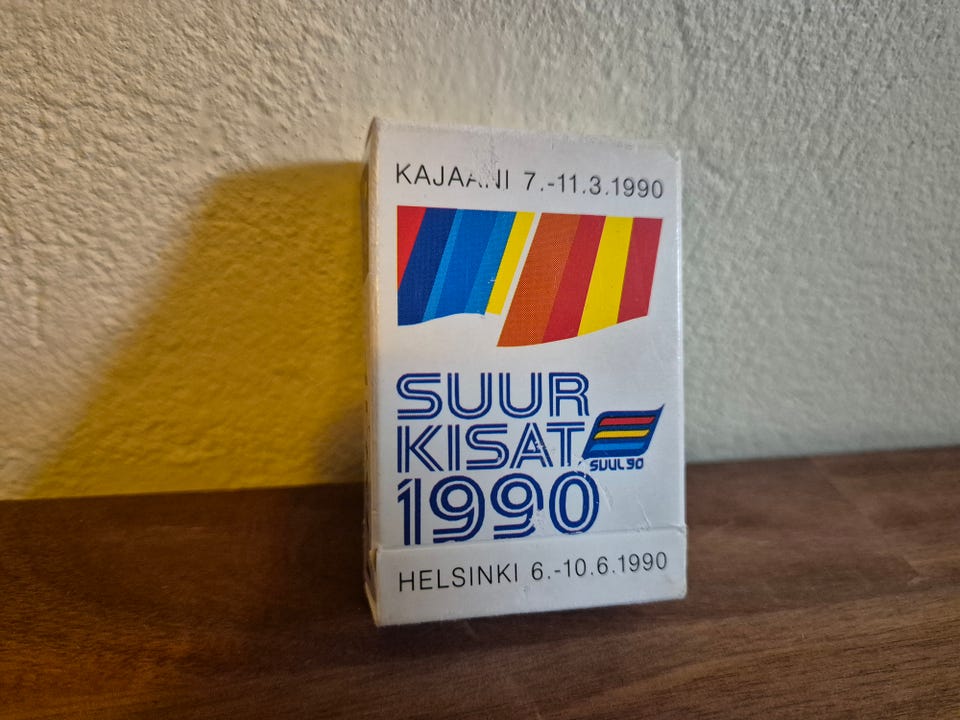 KAJAANI 7.-11.3.1990
SUUR
KISAT
SUUL 90
1990
HELSINKI 6.-10.6.1990